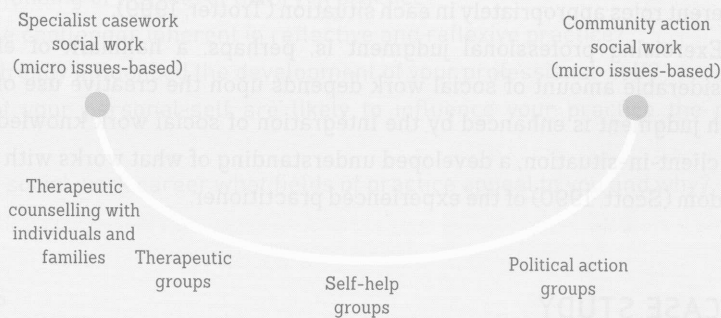 Specialist casework
social work
(micro issues-based)
Community action
social work
(micro issues-based)
Therapeutic
counselling with
individuals and
families
Therapeutic
groups
Self-help
groups
Political action
groups